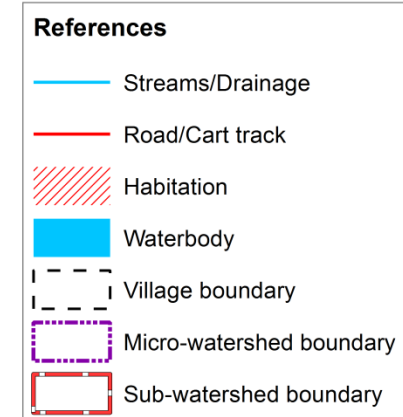 References
Streams/Drainage
Road/Cart track
Habitation
Waterbody
Village boundary
Micro-watershed boundary
Sub-watershed boundary